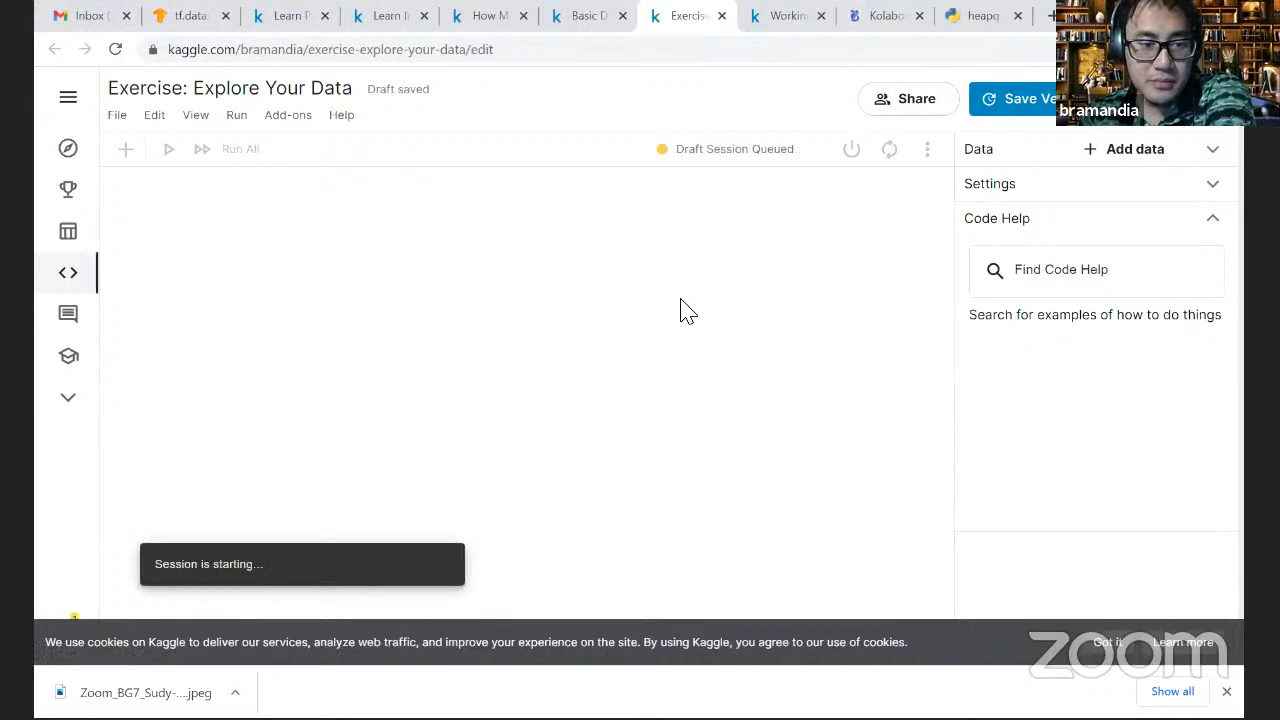 Inbox (
tf.data:
Learn P
Learn I
How
Basic D
Exercis
Workin
Kolabo
heapq
kaggle.com/bramandia/exercise-explore-your-data/edit
bramandia
Exercise: Explore Your Data
Draft saved
Share
Save Ve
File Edit View Run Add-ons Help
Run All
Draft Session Queued.
Data
+ Add data
Settings
Code Help
Find Code Help
Search for examples of how to do things
Session is starting...
We use cookies on Kaggle to deliver our services, analyze web traffic, and improve your experience on the site. By using Kaggle, you agree to our use of cookies.
Got it
Learn more
zoom
Zoom_BG7_Sudy-....jpeg
Show all